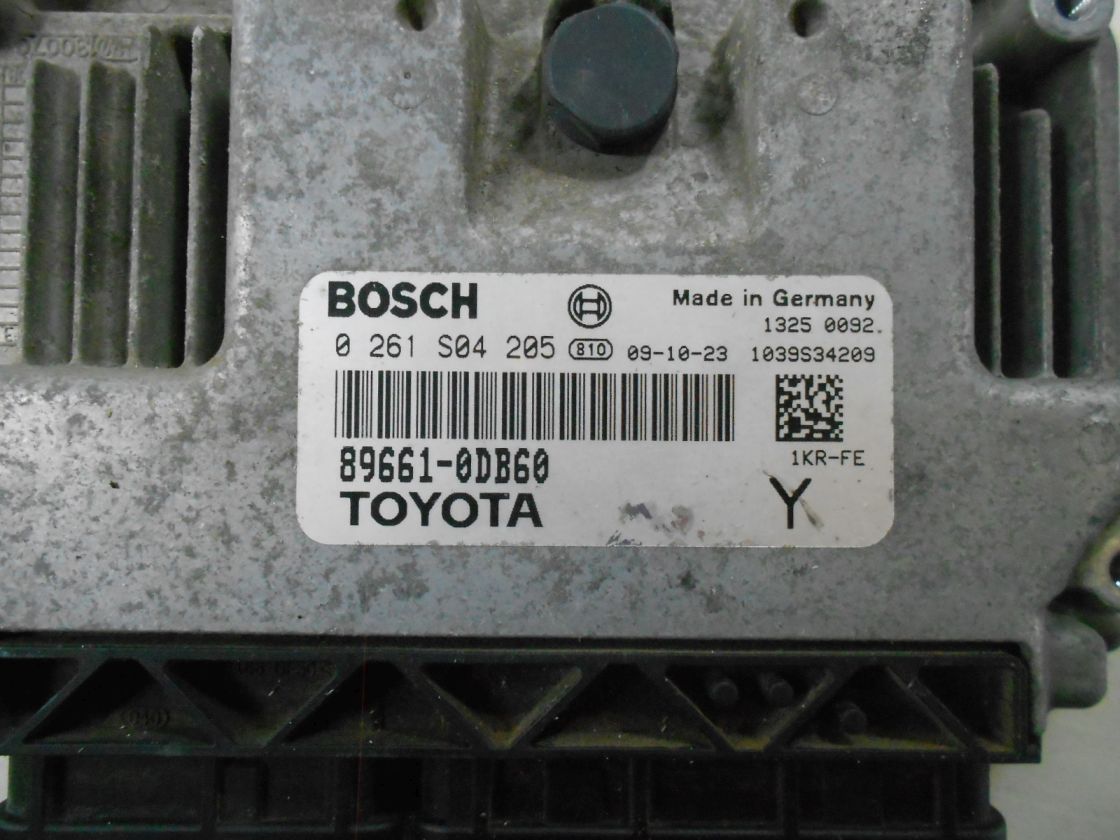 BOSCH
Made in Germany
1325 0092
0 261 S04 205 810 09-10-23 1039S34209
89661-0DB60
1KR-FE
TOYOTA
Y